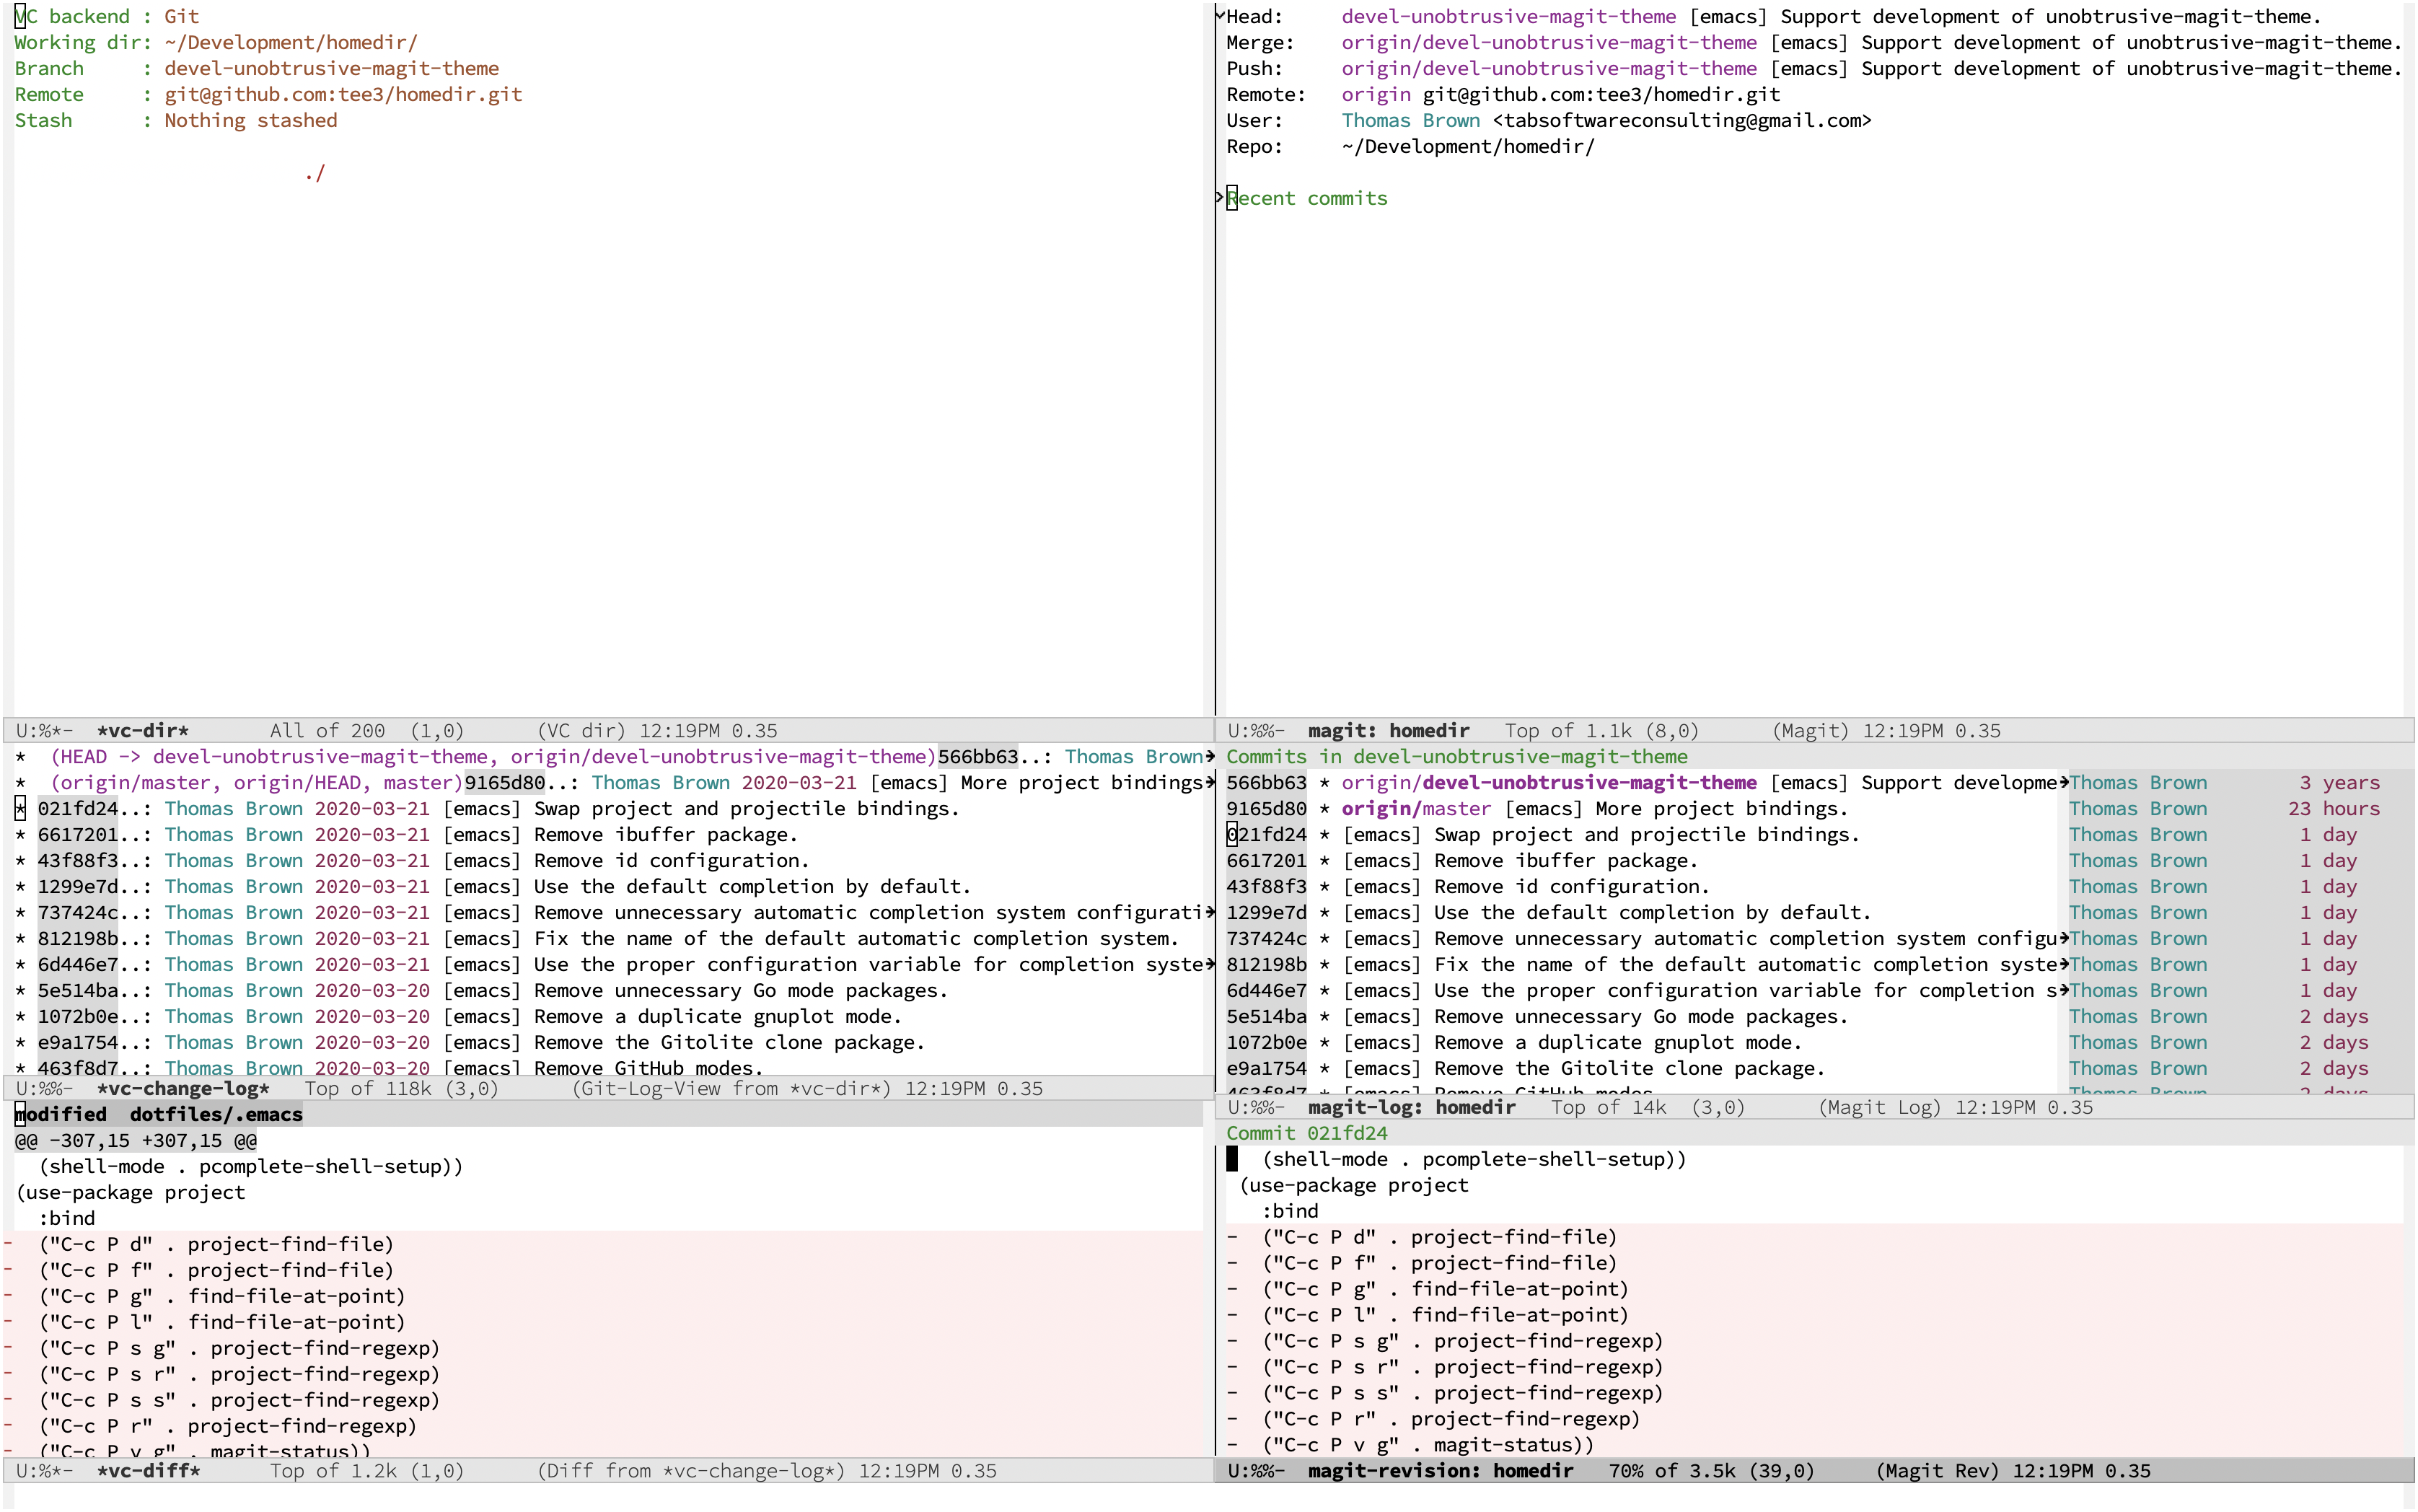 VC backend : Git
Working dir: ~/Development/homedir/
Branch     : devel-unobtrusive-magit-theme
Remote     : git@github.com:tee3/homedir.git
Stash      : Nothing stashed
./
U:%*-  *vc-dir*       All of 200  (1,0)      (VC dir) 12:19PM 0.35
*  (HEAD -> devel-unobtrusive-magit-theme, origin/devel-unobtrusive-magit-theme)566bb63..: Thomas Brown
*  (origin/master, origin/HEAD, master)9165d80..: Thomas Brown 2020-03-21 [emacs] More project bindings
* 021fd24..: Thomas Brown 2020-03-21 [emacs] Swap project and projectile bindings.
* 6617201..: Thomas Brown 2020-03-21 [emacs] Remove ibuffer package.
* 43f88f3..: Thomas Brown 2020-03-21 [emacs] Remove id configuration.
* 1299e7d..: Thomas Brown 2020-03-21 [emacs] Use the default completion by default.
* 737424c..: Thomas Brown 2020-03-21 [emacs] Remove unnecessary automatic completion system configurati
* 812198b..: Thomas Brown 2020-03-21 [emacs] Fix the name of the default automatic completion system.
* 6d446e7..: Thomas Brown 2020-03-21 [emacs] Use the proper configuration variable for completion syste
* 5e514ba..: Thomas Brown 2020-03-20 [emacs] Remove unnecessary Go mode packages.
* 1072b0e..: Thomas Brown 2020-03-20 [emacs] Remove a duplicate gnuplot mode.
* e9a1754..: Thomas Brown 2020-03-20 [emacs] Remove the Gitolite clone package.
* 463f8d7..: Thomas Brown 2020-03-20 [emacs] Remove GitHub modes.
U:%%-  *vc-change-log*   Top of 118k (3,0)      (Git-Log-View from *vc-dir*) 12:19PM 0.35
modified  dotfiles/.emacs
@@ -307,15 +307,15 @@
  (shell-mode . pcomplete-shell-setup))
(use-package project
  :bind
-  ("C-c P d" . project-find-file)
-  ("C-c P f" . project-find-file)
-  ("C-c P g" . find-file-at-point)
-  ("C-c P l" . find-file-at-point)
-  ("C-c P s g" . project-find-regexp)
-  ("C-c P s r" . project-find-regexp)
-  ("C-c P s s" . project-find-regexp)
-  ("C-c P r" . project-find-regexp)
-  ("C-c P v g" . magit-status))
U:%*-  *vc-diff*      Top of 1.2k (1,0)      (Diff from *vc-change-log*) 12:19PM 0.35
Head:     devel-unobtrusive-magit-theme [emacs] Support development of unobtrusive-magit-theme.
Merge:    origin/devel-unobtrusive-magit-theme [emacs] Support development of unobtrusive-magit-theme.
Push:     origin/devel-unobtrusive-magit-theme [emacs] Support development of unobtrusive-magit-theme.
Remote:   origin git@github.com:tee3/homedir.git
User:     Thomas Brown <tabsoftwareconsulting@gmail.com>
Repo:     ~/Development/homedir/
Recent commits
U:%%-  magit: homedir   Top of 1.1k (8,0)      (Magit) 12:19PM 0.35
Commits in devel-unobtrusive-magit-theme
566bb63 * origin/devel-unobtrusive-magit-theme [emacs] Support developme Thomas Brown 3 years
9165d80 * origin/master [emacs] More project bindings. Thomas Brown 23 hours
021fd24 * [emacs] Swap project and projectile bindings. Thomas Brown 1 day
6617201 * [emacs] Remove ibuffer package. Thomas Brown 1 day
43f88f3 * [emacs] Remove id configuration. Thomas Brown 1 day
1299e7d * [emacs] Use the default completion by default. Thomas Brown 1 day
737424c * [emacs] Remove unnecessary automatic completion system configu Thomas Brown 1 day
812198b * [emacs] Fix the name of the default automatic completion syste Thomas Brown 1 day
6d446e7 * [emacs] Use the proper configuration variable for completion s Thomas Brown 1 day
5e514ba * [emacs] Remove unnecessary Go mode packages. Thomas Brown 2 days
1072b0e * [emacs] Remove a duplicate gnuplot mode. Thomas Brown 2 days
e9a1754 * [emacs] Remove the Gitolite clone package. Thomas Brown 2 days
463f8d7 * [emacs] Remove GitHub modes. Thomas Brown 2 days
U:%%-  magit-log: homedir   Top of 14k  (3,0)      (Magit Log) 12:19PM 0.35
Commit 021fd24
   (shell-mode . pcomplete-shell-setup))
 (use-package project
   :bind
-  ("C-c P d" . project-find-file)
-  ("C-c P f" . project-find-file)
-  ("C-c P g" . find-file-at-point)
-  ("C-c P l" . find-file-at-point)
-  ("C-c P s g" . project-find-regexp)
-  ("C-c P s r" . project-find-regexp)
-  ("C-c P s s" . project-find-regexp)
-  ("C-c P r" . project-find-regexp)
-  ("C-c P v g" . magit-status))
U:%%-  magit-revision: homedir   70% of 3.5k (39,0)     (Magit Rev) 12:19PM 0.35